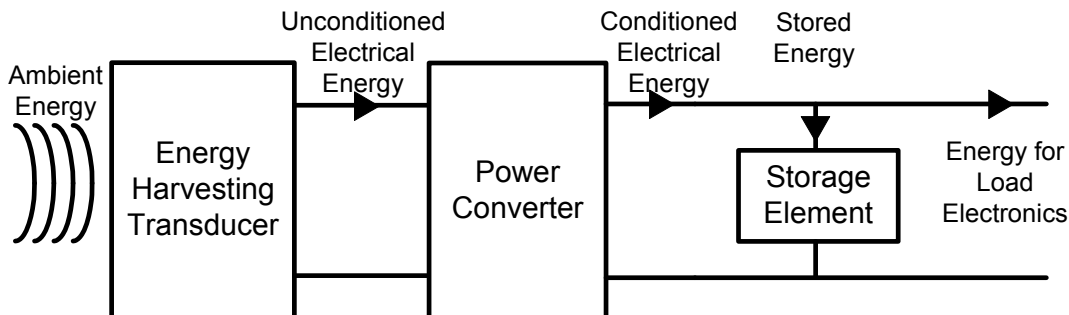 Ambient
Energy
Energy
Harvesting
Transducer
Unconditioned
Electrical
Energy
Power
Converter
Conditioned
Electrical
Energy
Stored
Energy
Storage
Element
Energy for
Load
Electronics